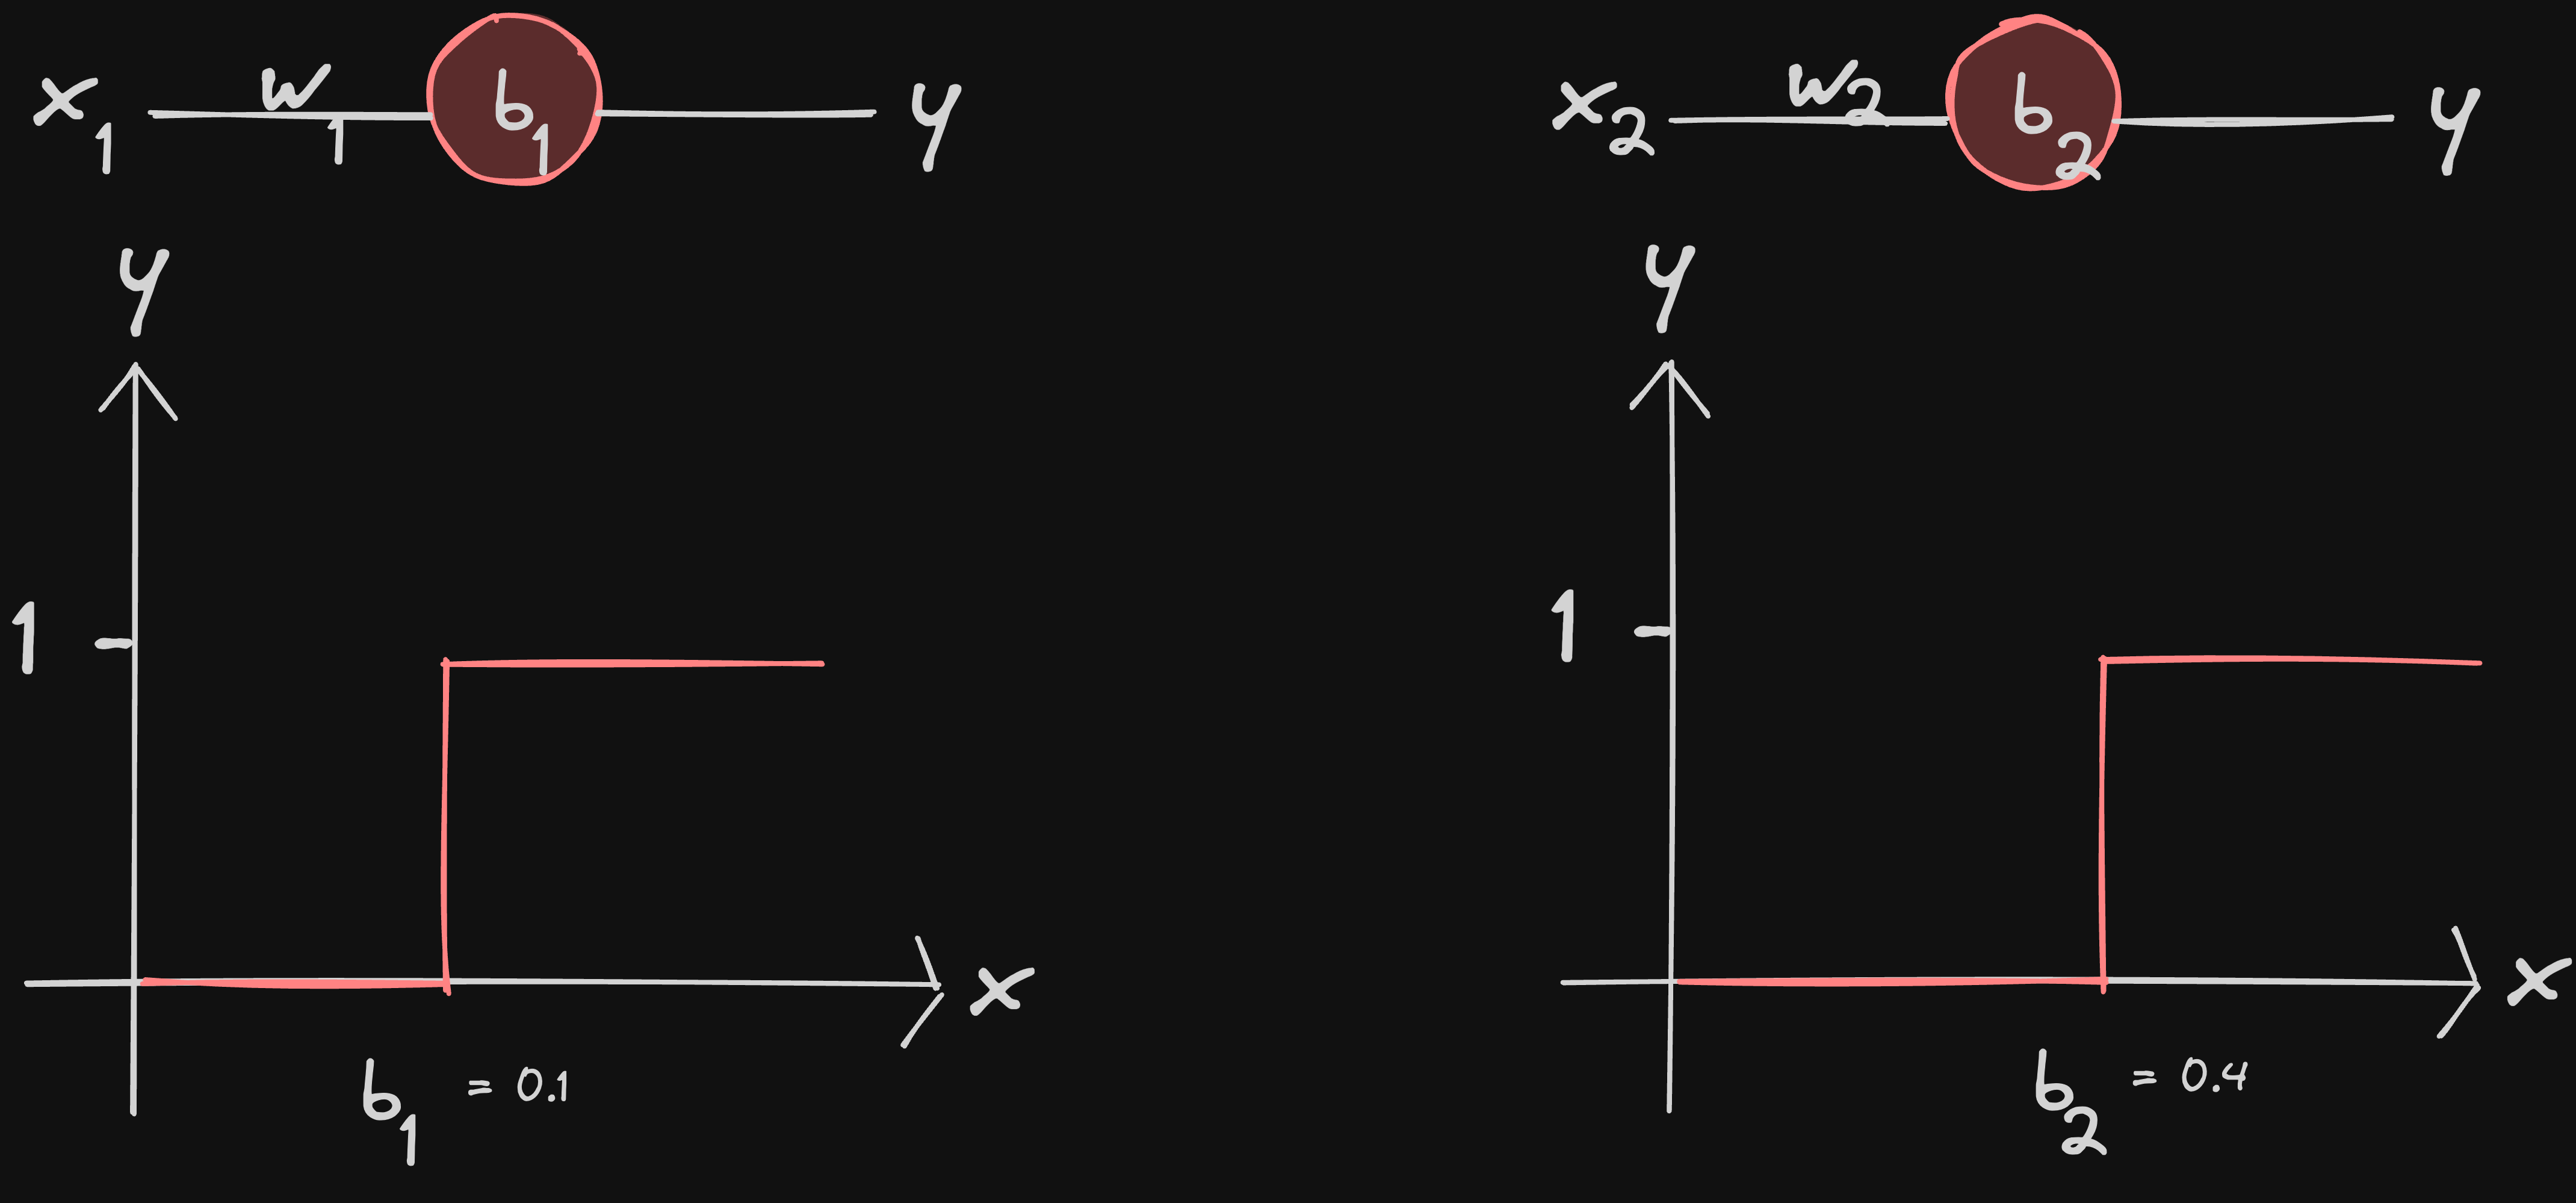 x₁ w₁ b₁ y
x₂ w₂ b₂ y
y
1
x
b₁ = 0.1
y
1
x
b₂ = 0.4